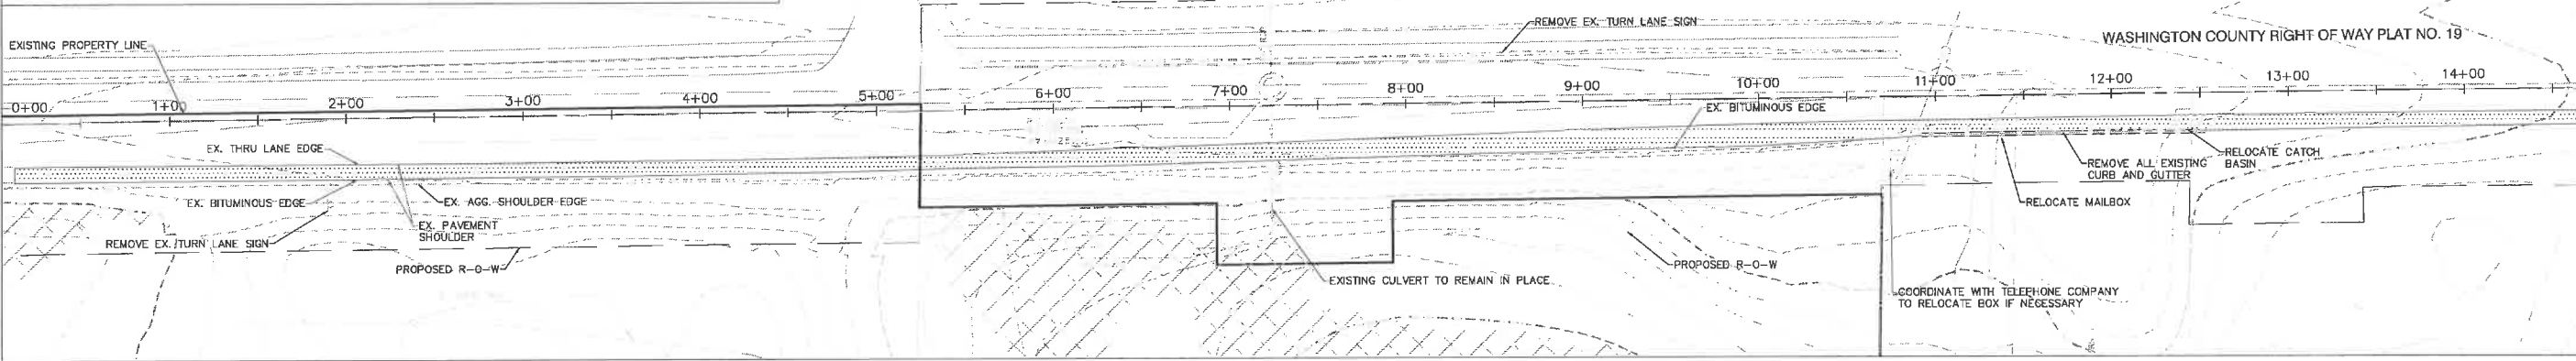 REMOVE EX. TURN LANE SIGN
WASHINGTON COUNTY RIGHT OF WAY PLAT NO. 19
EXISTING PROPERTY LINE
0+00
1+00
2+00
3+00
4+00
5+00
6+00
7+00
8+00
9+00
10+00
11+00
12+00
13+00
14+00
EX. BITUMINOUS EDGE
EX. THRU LANE EDGE
RELOCATE CATCH
BASIN
REMOVE ALL EXISTING
CURB AND GUTTER
EX. BITUMINOUS EDGE
EX. AGG. SHOULDER EDGE
RELOCATE MAILBOX
EX. PAVEMENT
SHOULDER
REMOVE EX. TURN LANE SIGN
PROPOSED R-O-W
PROPOSED R-O-W
EXISTING CULVERT TO REMAIN IN PLACE
COORDINATE WITH TELEPHONE COMPANY
TO RELOCATE BOX IF NECESSARY